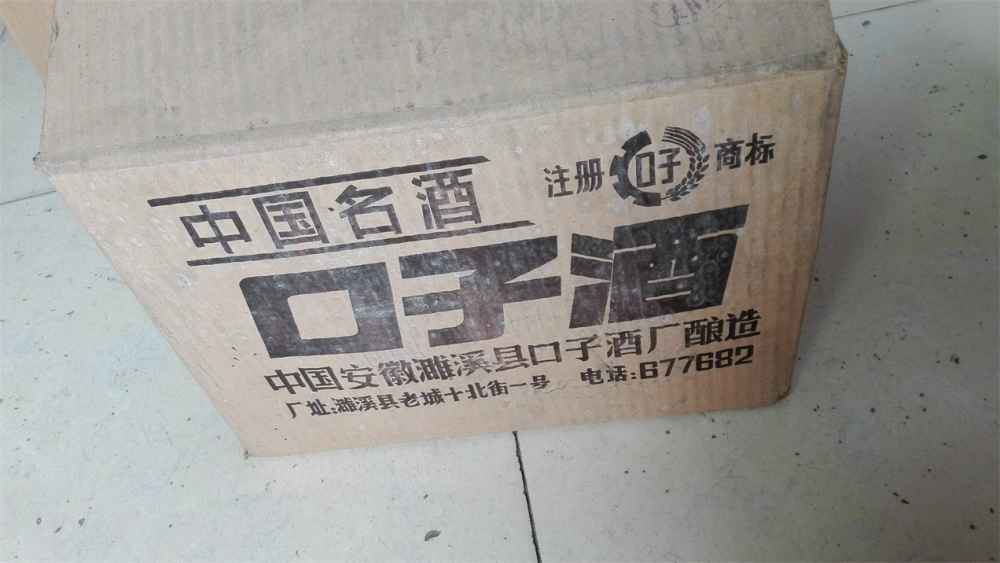 注册 口子 商标
中国名酒
口子酒
中国安徽濉溪县口子酒厂酿造
厂址:濉溪县老城十北街一号 电话:677682